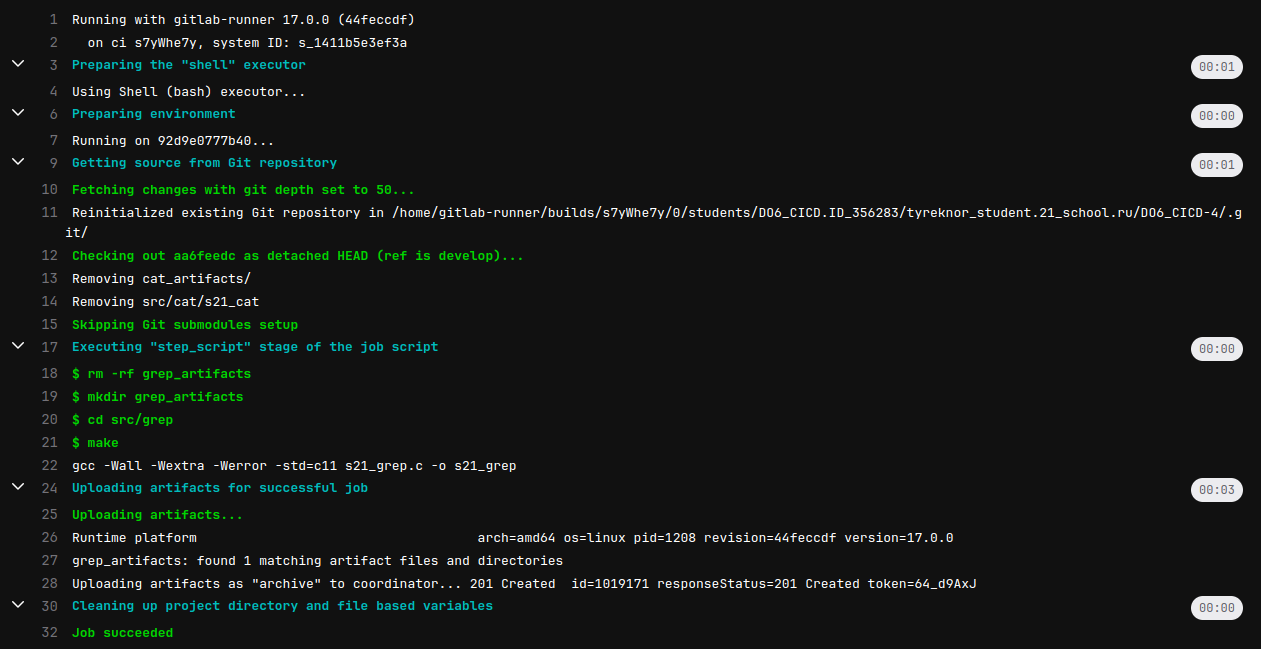 1 Running with gitlab-runner 17.0.0 (44feccdf)
2 on ci s7yWhe7y, system ID: s_1411b5e3ef3a
3 Preparing the "shell" executor 00:01
4 Using Shell (bash) executor...
6 Preparing environment 00:00
7 Running on 92d9e0777b40...
9 Getting source from Git repository 00:01
10 Fetching changes with git depth set to 50...
11 Reinitialized existing Git repository in /home/gitlab-runner/builds/s7yWhe7y/0/students/DO6_CICD.ID_356283/tyreknor_student.21_school.ru/DO6_CICD-4/.g
it/
12 Checking out aa6feedc as detached HEAD (ref is develop)...
13 Removing cat_artifacts/
14 Removing src/cat/s21_cat
15 Skipping Git submodules setup
17 Executing "step_script" stage of the job script 00:00
18 $ rm -rf grep_artifacts
19 $ mkdir grep_artifacts
20 $ cd src/grep
21 $ make
22 gcc -Wall -Wextra -Werror -std=c11 s21_grep.c -o s21_grep
24 Uploading artifacts for successful job 00:03
25 Uploading artifacts...
26 Runtime platform arch=amd64 os=linux pid=1208 revision=44feccdf version=17.0.0
27 grep_artifacts: found 1 matching artifact files and directories
28 Uploading artifacts as "archive" to coordinator... 201 Created id=1019171 responseStatus=201 Created token=64_d9AxJ
30 Cleaning up project directory and file based variables 00:00
32 Job succeeded